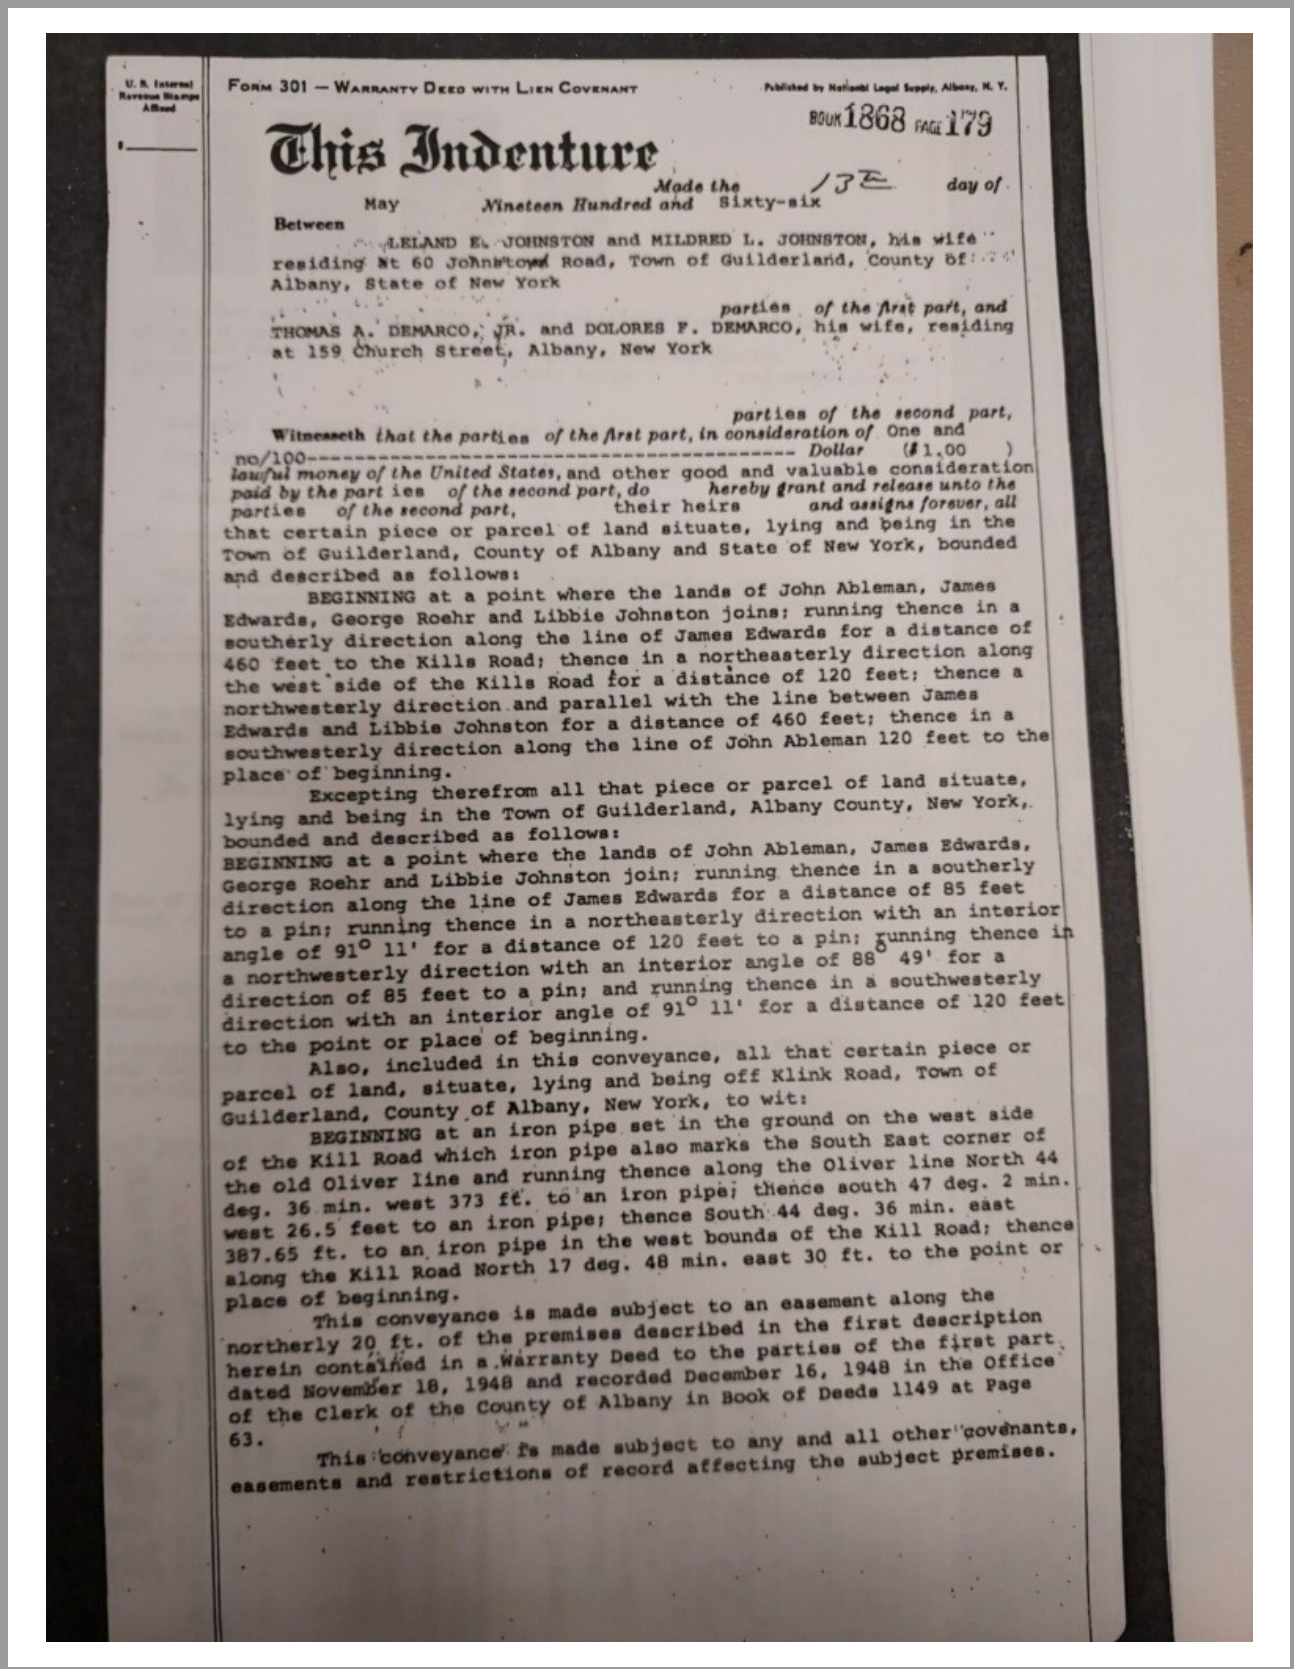 U. S. Internal
Revenue Stamps
Affixed
$
FORM 301 — WARRANTY DEED WITH LIEN COVENANT
Published by National Legal Supply, Albany, N. Y.
BOOK 1868 PAGE 179
This Indenture
Made the 13th day of
May Nineteen Hundred and Sixty-six
Between
LELAND E. JOHNSTON and MILDRED L. JOHNSTON, his wife
residing at 60 Johnstown Road, Town of Guilderland, County of
Albany, State of New York
parties of the first part, and
THOMAS A. DEMARCO, JR. and DOLORES F. DEMARCO, his wife, residing
at 159 Church Street, Albany, New York
parties of the second part,
Witnesseth that the parties of the first part, in consideration of One and
no/100---------------------------------------- Dollar ($1.00 )
lawful money of the United States, and other good and valuable consideration
paid by the part ies of the second part, do hereby grant and release unto the
parties of the second part, their heirs and assigns forever, all
that certain piece or parcel of land situate, lying and being in the
Town of Guilderland, County of Albany and State of New York, bounded
and described as follows:
BEGINNING at a point where the lands of John Ableman, James
Edwards, George Roehr and Libbie Johnston joins; running thence in a
southerly direction along the line of James Edwards for a distance of
460 feet to the Kills Road; thence in a northeasterly direction along
the west side of the Kills Road for a distance of 120 feet; thence a
northwesterly direction and parallel with the line between James
Edwards and Libbie Johnston for a distance of 460 feet; thence in a
southwesterly direction along the line of John Ableman 120 feet to the
place of beginning.
Excepting therefrom all that piece or parcel of land situate,
lying and being in the Town of Guilderland, Albany County, New York,
bounded and described as follows:
BEGINNING at a point where the lands of John Ableman, James Edwards,
George Roehr and Libbie Johnston join; running thence in a southerly
direction along the line of James Edwards for a distance of 85 feet
to a pin; running thence in a northeasterly direction with an interior
angle of 91° 11' for a distance of 120 feet to a pin; running thence in
a northwesterly direction with an interior angle of 88° 49' for a
direction of 85 feet to a pin; and running thence in a southwesterly
direction with an interior angle of 91° 11' for a distance of 120 feet
to the point or place of beginning.
Also, included in this conveyance, all that certain piece or
parcel of land, situate, lying and being off Klink Road, Town of
Guilderland, County of Albany, New York, to wit:
BEGINNING at an iron pipe set in the ground on the west side
of the Kill Road which iron pipe also marks the South East corner of
the old Oliver line and running thence along the Oliver line North 44
deg. 36 min. west 373 ft. to an iron pipe; thence south 47 deg. 2 min.
west 26.5 feet to an iron pipe; thence South 44 deg. 36 min. east
387.65 ft. to an iron pipe in the west bounds of the Kill Road; thence
along the Kill Road North 17 deg. 48 min. east 30 ft. to the point or
place of beginning.
This conveyance is made subject to an easement along the
northerly 20 ft. of the premises described in the first description
herein contained in a Warranty Deed to the parties of the first part
dated November 18, 1948 and recorded December 16, 1948 in the Office
of the Clerk of the County of Albany in Book of Deeds 1149 at Page
63.
This conveyance is made subject to any and all other covenants,
easements and restrictions of record affecting the subject premises.